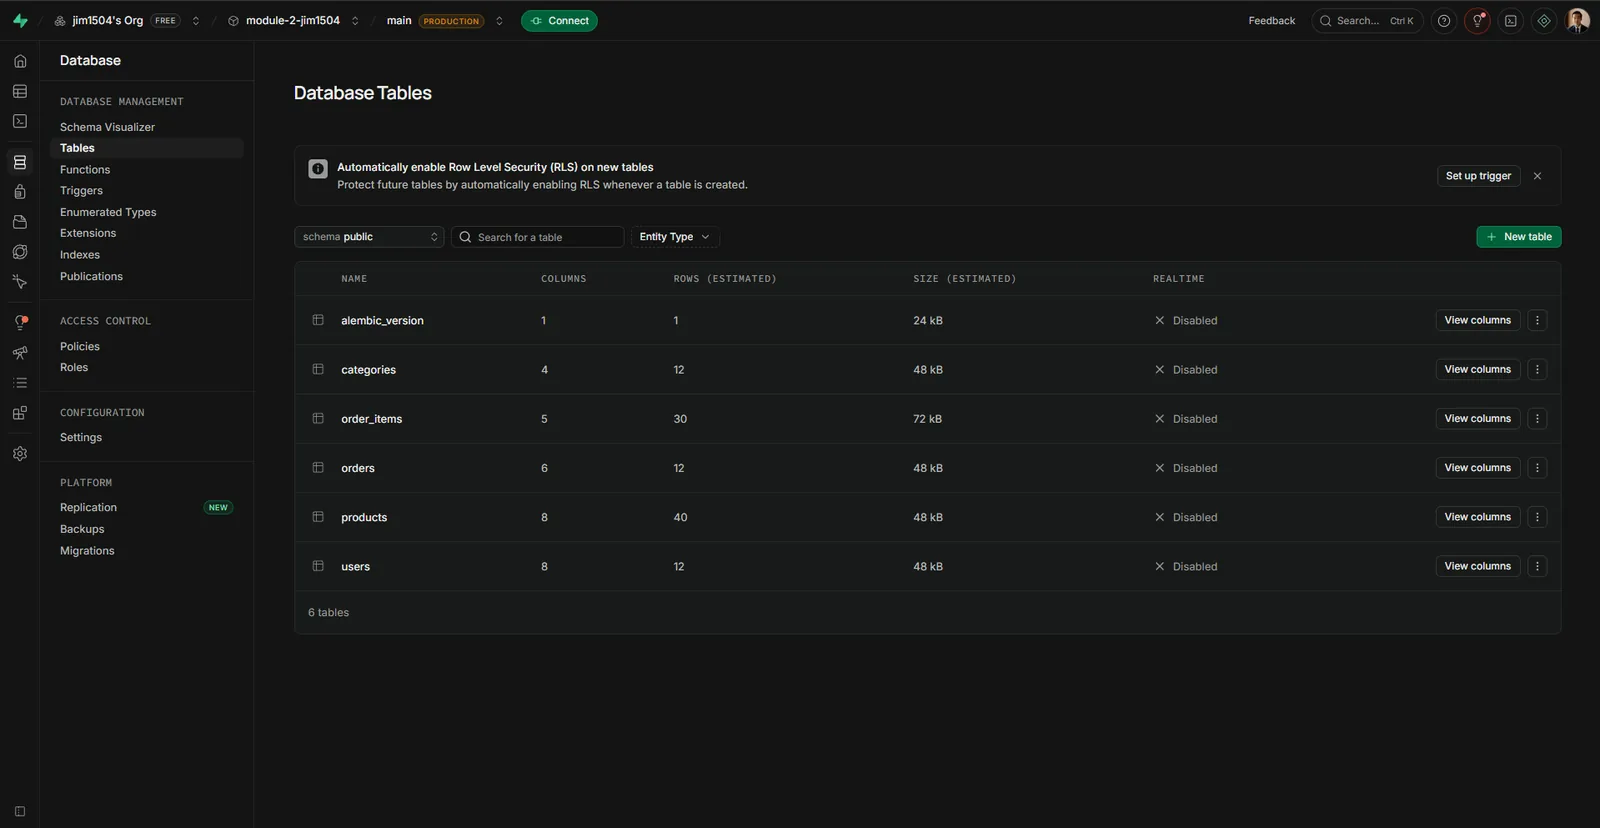 jim1504's Org FREE module-2-jim1504 main PRODUCTION Connect Feedback Search... Ctrl K
Database
DATABASE MANAGEMENT
Schema Visualizer
Tables
Functions
Triggers
Enumerated Types
Extensions
Indexes
Publications
ACCESS CONTROL
Policies
Roles
CONFIGURATION
Settings
PLATFORM
Replication NEW
Backups
Migrations
Database Tables
Automatically enable Row Level Security (RLS) on new tables
Protect future tables by automatically enabling RLS whenever a table is created.
Set up trigger
schema public Search for a table Entity Type New table
NAME COLUMNS ROWS (ESTIMATED) SIZE (ESTIMATED) REALTIME
alembic_version 1 1 24 kB Disabled View columns
categories 4 12 48 kB Disabled View columns
order_items 5 30 72 kB Disabled View columns
orders 6 12 48 kB Disabled View columns
products 8 40 48 kB Disabled View columns
users 8 12 48 kB Disabled View columns
6 tables